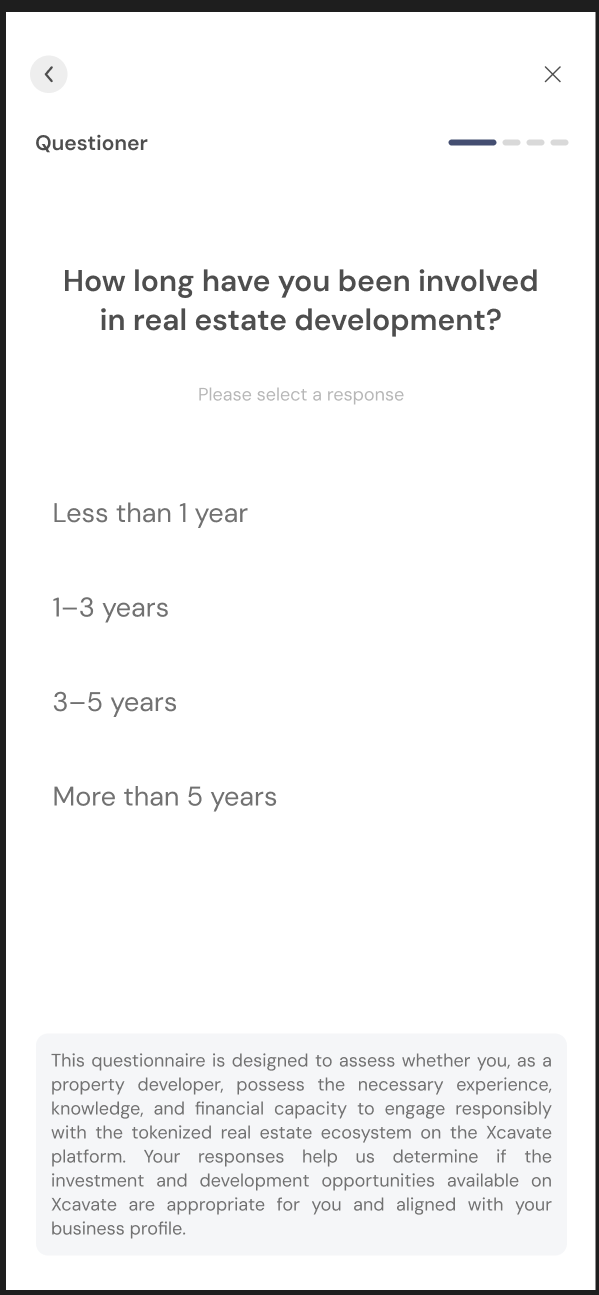 Questioner
How long have you been involved
in real estate development?
Please select a response
Less than 1 year
1–3 years
3–5 years
More than 5 years
This questionnaire is designed to assess whether you, as a
property developer, possess the necessary experience,
knowledge, and financial capacity to engage responsibly
with the tokenized real estate ecosystem on the Xcavate
platform. Your responses help us determine if the
investment and development opportunities available on
Xcavate are appropriate for you and aligned with your
business profile.